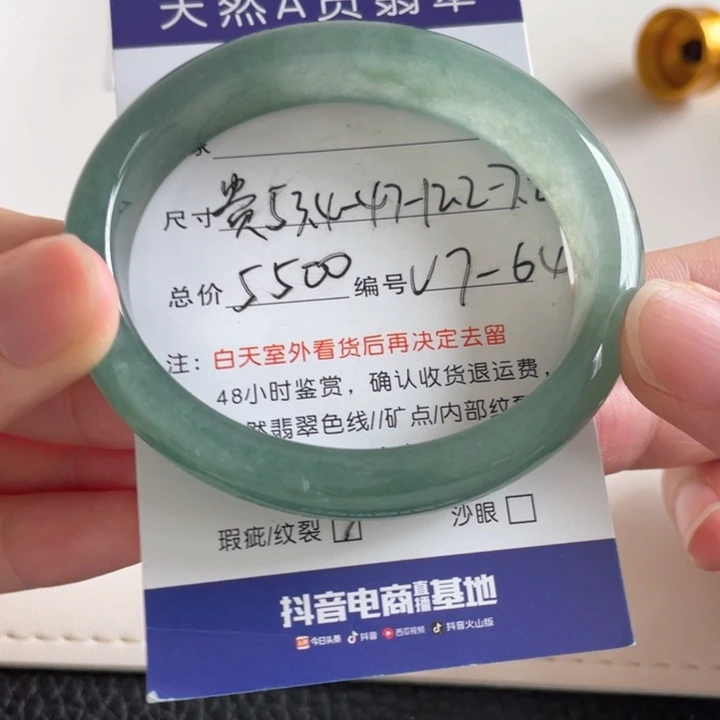 天然A货翡翠
尺寸 贵53.4-47-12.2-7.2
总价 5500 编号 V7-64
注：白天室外看货后再决定去留
48小时鉴赏，确认收货退运费，
然翡翠色线//矿点/内部纹裂
瑕疵/纹裂 ☑ 沙眼 □
抖音电商直播基地
今日头条 抖音 西瓜视频 抖音火山版